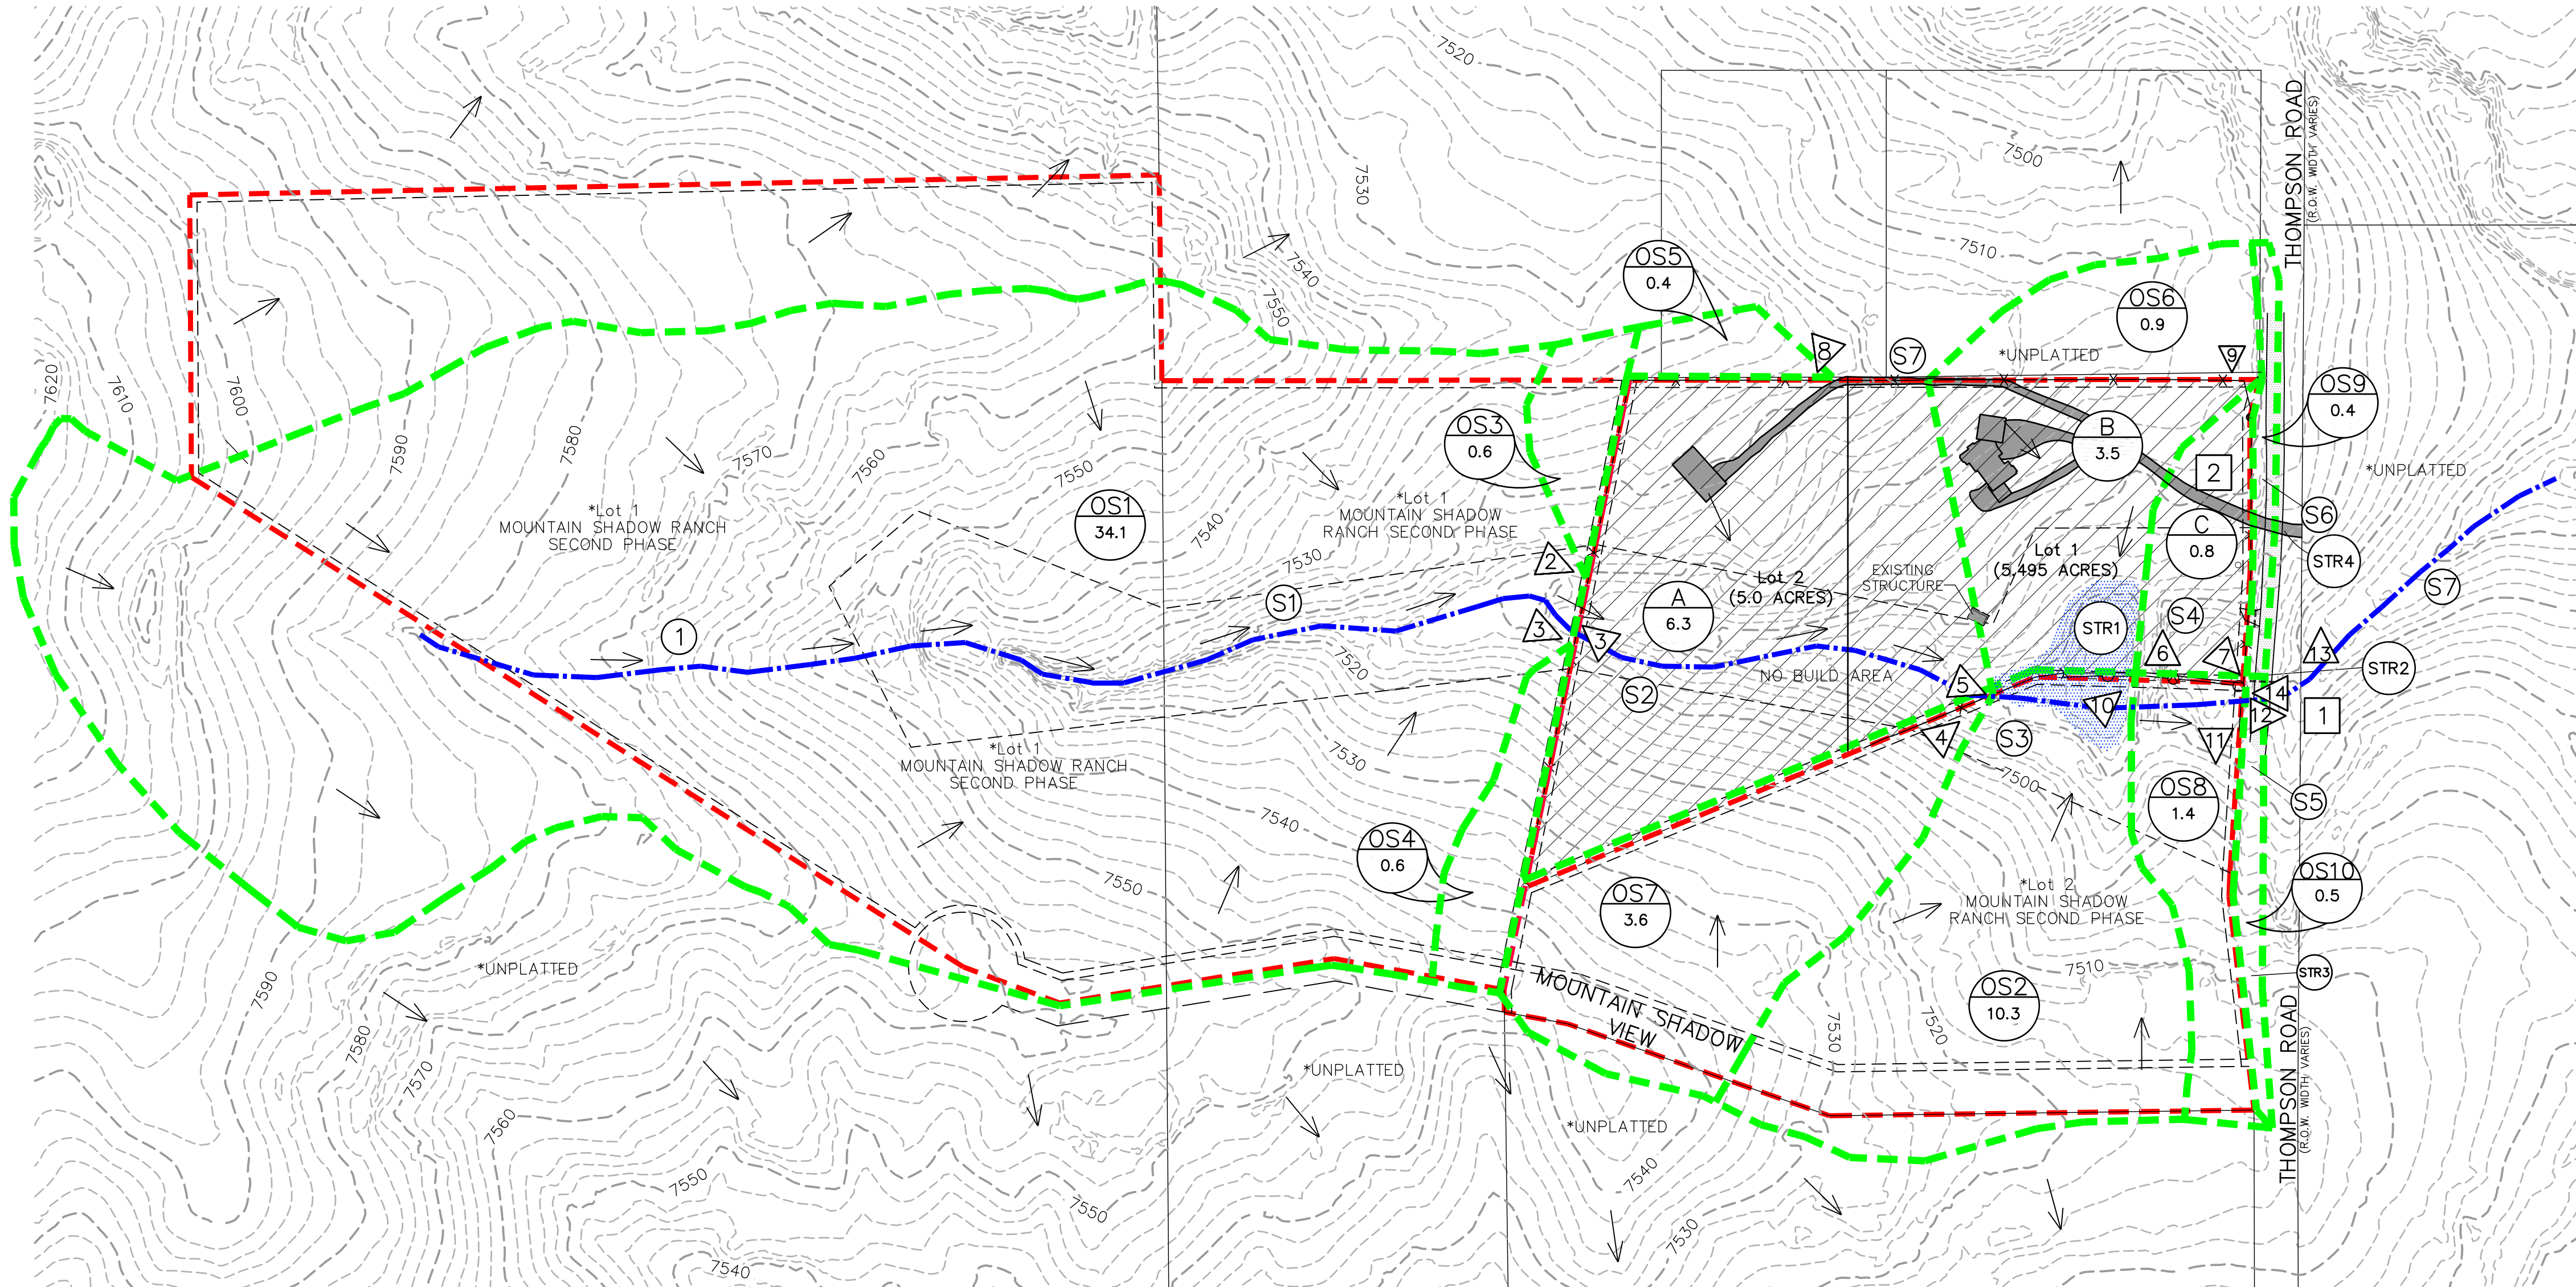 7520
THOMPSON ROAD
(R.O.W. WIDTH VARIES)
7500
7530
7510
7540
7550
OS5
0.4
OS6
0.9
8
S7
*UNPLATTED
9
OS9
0.4
7620
7610
7600
7590
7580
7570
7560
7550
OS3
0.6
B
3.5
2
*UNPLATTED
OS1
34.1
*Lot 1
MOUNTAIN SHADOW RANCH
SECOND PHASE
*Lot 1
MOUNTAIN SHADOW
RANCH SECOND PHASE
7540
7530
S6
C
0.8
STR4
2
Lot 1
(5.495 ACRES)
EXISTING
STRUCTURE
Lot 2
(5.0 ACRES)
A
6.3
S7
S1
1
3
3
STR1
S4
6
7
13
STR2
7520
NO BUILD AREA
S2
5
10
14
12
1
4
S3
11
*Lot 1
MOUNTAIN SHADOW RANCH
SECOND PHASE
7530
7500
OS8
1.4
S5
7540
OS4
0.6
7550
OS7
3.6
*Lot 2
MOUNTAIN SHADOW
RANCH SECOND PHASE
OS10
0.5
*UNPLATTED
7590
7510
STR3
MOUNTAIN SHADOW
VIEW
OS2
10.3
7580
7570
7530
7520
*UNPLATTED
THOMPSON ROAD
(R.O.W. WIDTH VARIES)
7560
*UNPLATTED
7550
7540
7550
7530
7540